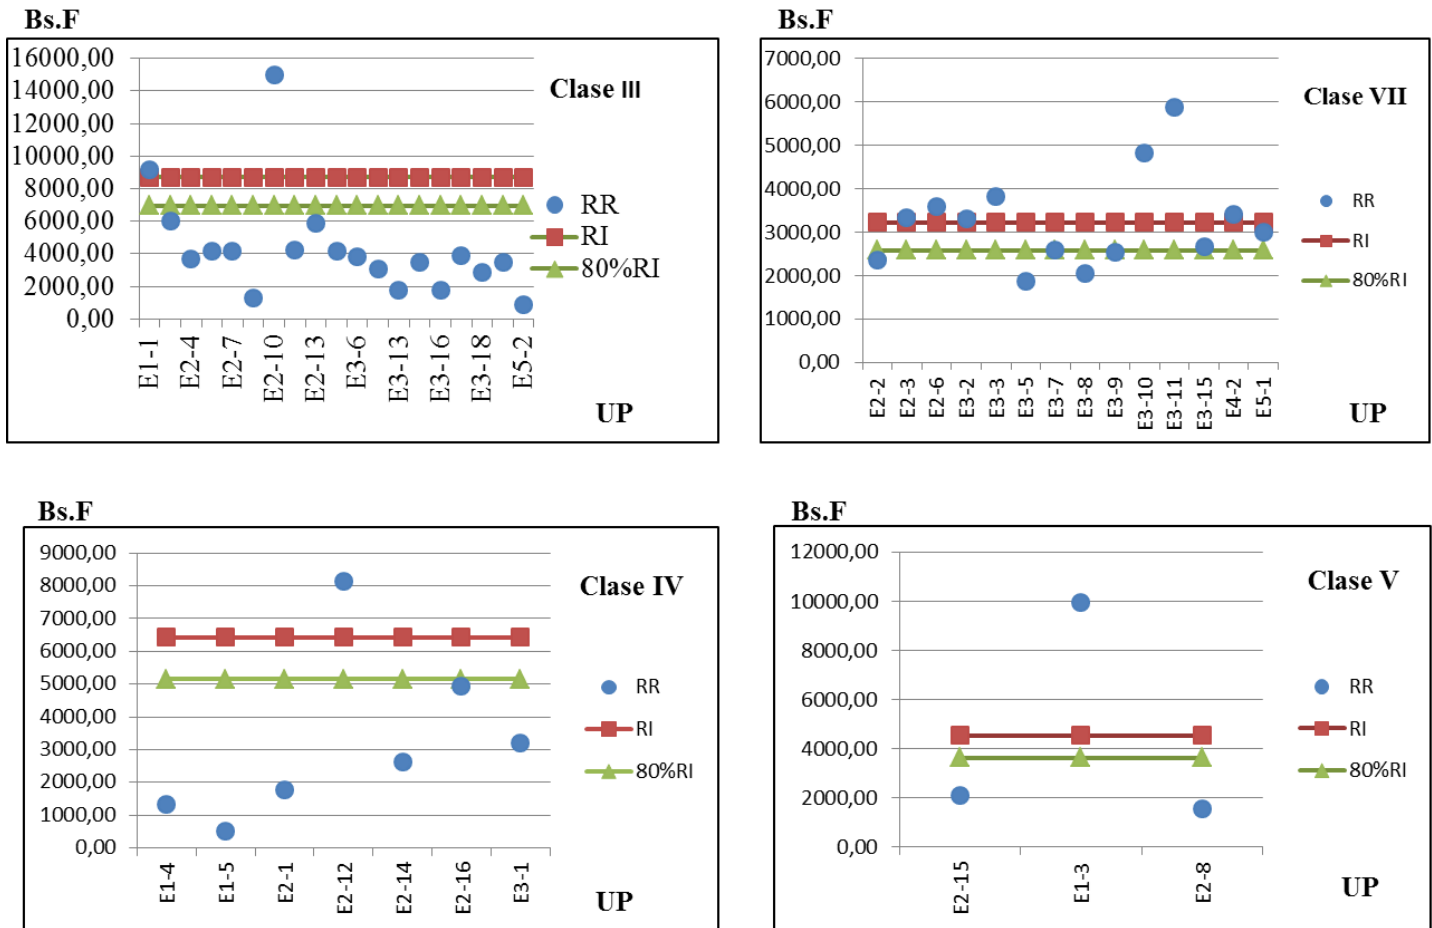 Bs.F
16000,00
14000,00
12000,00
10000,00
8000,00
6000,00
4000,00
2000,00
0,00
Clase III
RR
RI
80%RI
E1-1
E2-4
E2-7
E2-10
E2-13
E3-6
E3-13
E3-16
E3-18
E5-2
UP
Bs.F
7000,00
6000,00
5000,00
4000,00
3000,00
2000,00
1000,00
0,00
Clase VII
RR
RI
80%RI
E2-2
E2-3
E2-6
E3-2
E3-3
E3-5
E3-7
E3-8
E3-9
E3-10
E3-11
E3-15
E4-2
E5-1
UP
Bs.F
9000,00
8000,00
7000,00
6000,00
5000,00
4000,00
3000,00
2000,00
1000,00
0,00
Clase IV
RR
RI
80%RI
E1-4
E1-5
E2-1
E2-12
E2-14
E2-16
E3-1
UP
Bs.F
12000,00
10000,00
8000,00
6000,00
4000,00
2000,00
0,00
Clase V
RR
RI
80%RI
E2-15
E1-3
E2-8
UP